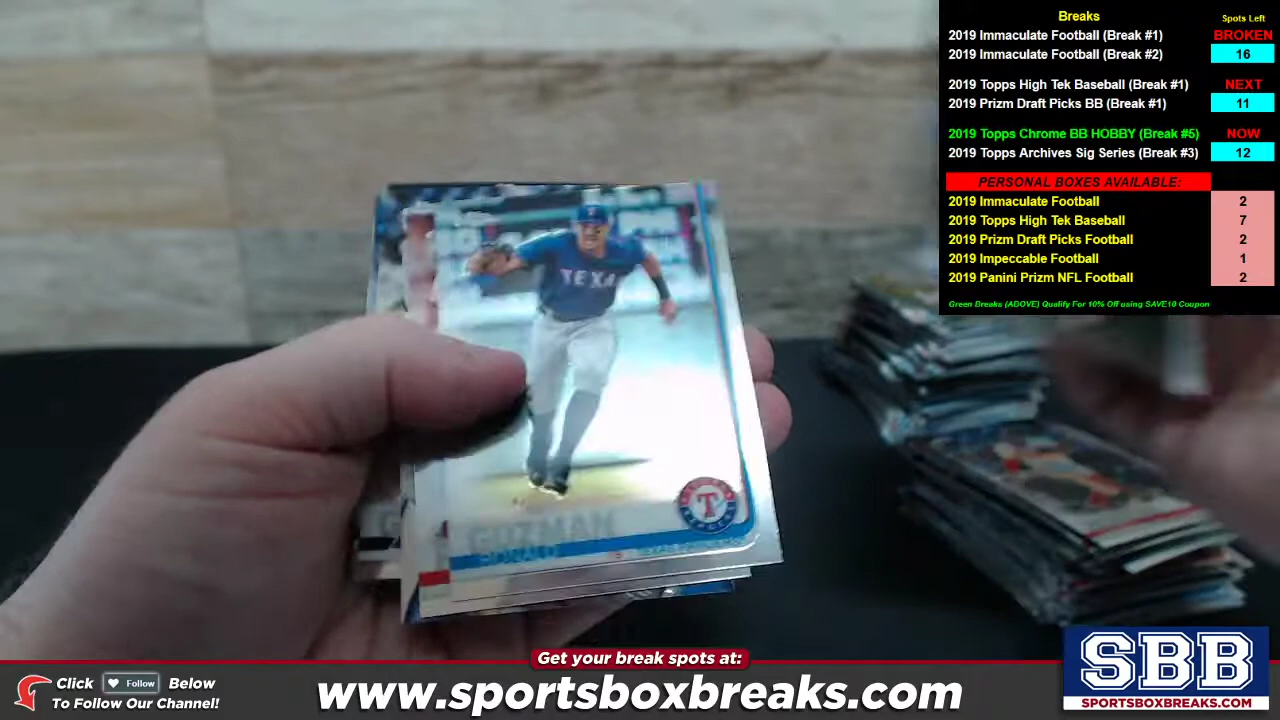 Breaks
Spots Left
2019 Immaculate Football (Break #1) BROKEN
2019 Immaculate Football (Break #2) 16
2019 Topps High Tek Baseball (Break #1) NEXT
2019 Prizm Draft Picks BB (Break #1) 11
2019 Topps Chrome BB HOBBY (Break #5) NOW
2019 Topps Archives Sig Series (Break #3) 12
PERSONAL BOXES AVAILABLE:
2019 Immaculate Football 2
2019 Topps High Tek Baseball 7
2019 Prizm Draft Picks Football 2
2019 Impeccable Football 1
2019 Panini Prizm NFL Football 2
Green Breaks (ABOVE) Qualify For 10% Off using SAVE10 Coupon
TEXAS
T
GUZMAN
RONALD
Get your break spots at:
Click Follow Below
To Follow Our Channel!
www.sportsboxbreaks.com
SBB
SPORTSBOXBREAKS.COM